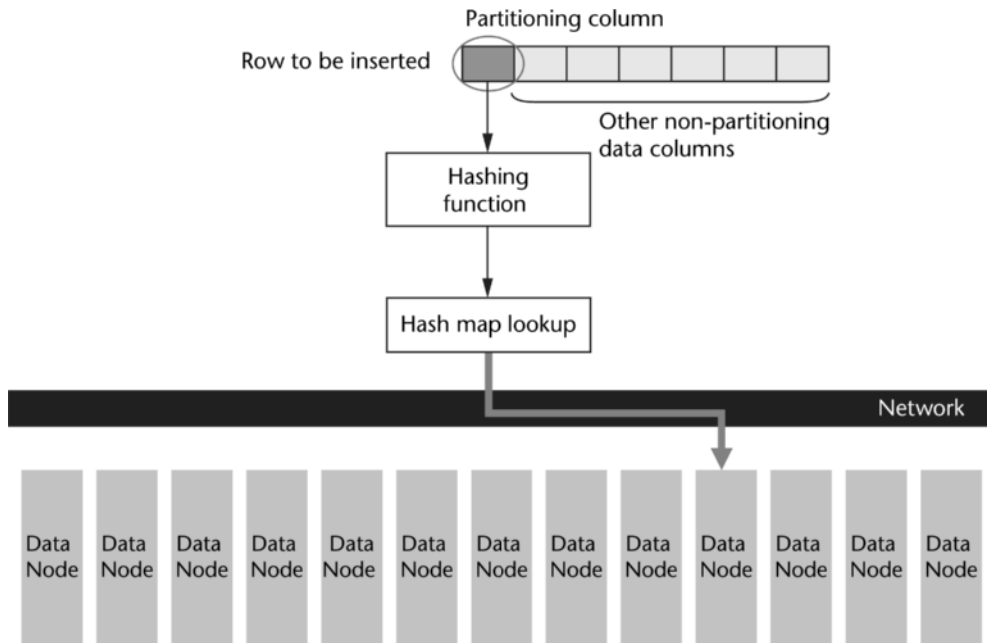 Partitioning column
Row to be inserted
Other non-partitioning
data columns
Hashing
function
Hash map lookup
Network
Data
Node
Data
Node
Data
Node
Data
Node
Data
Node
Data
Node
Data
Node
Data
Node
Data
Node
Data
Node
Data
Node
Data
Node
Data
Node